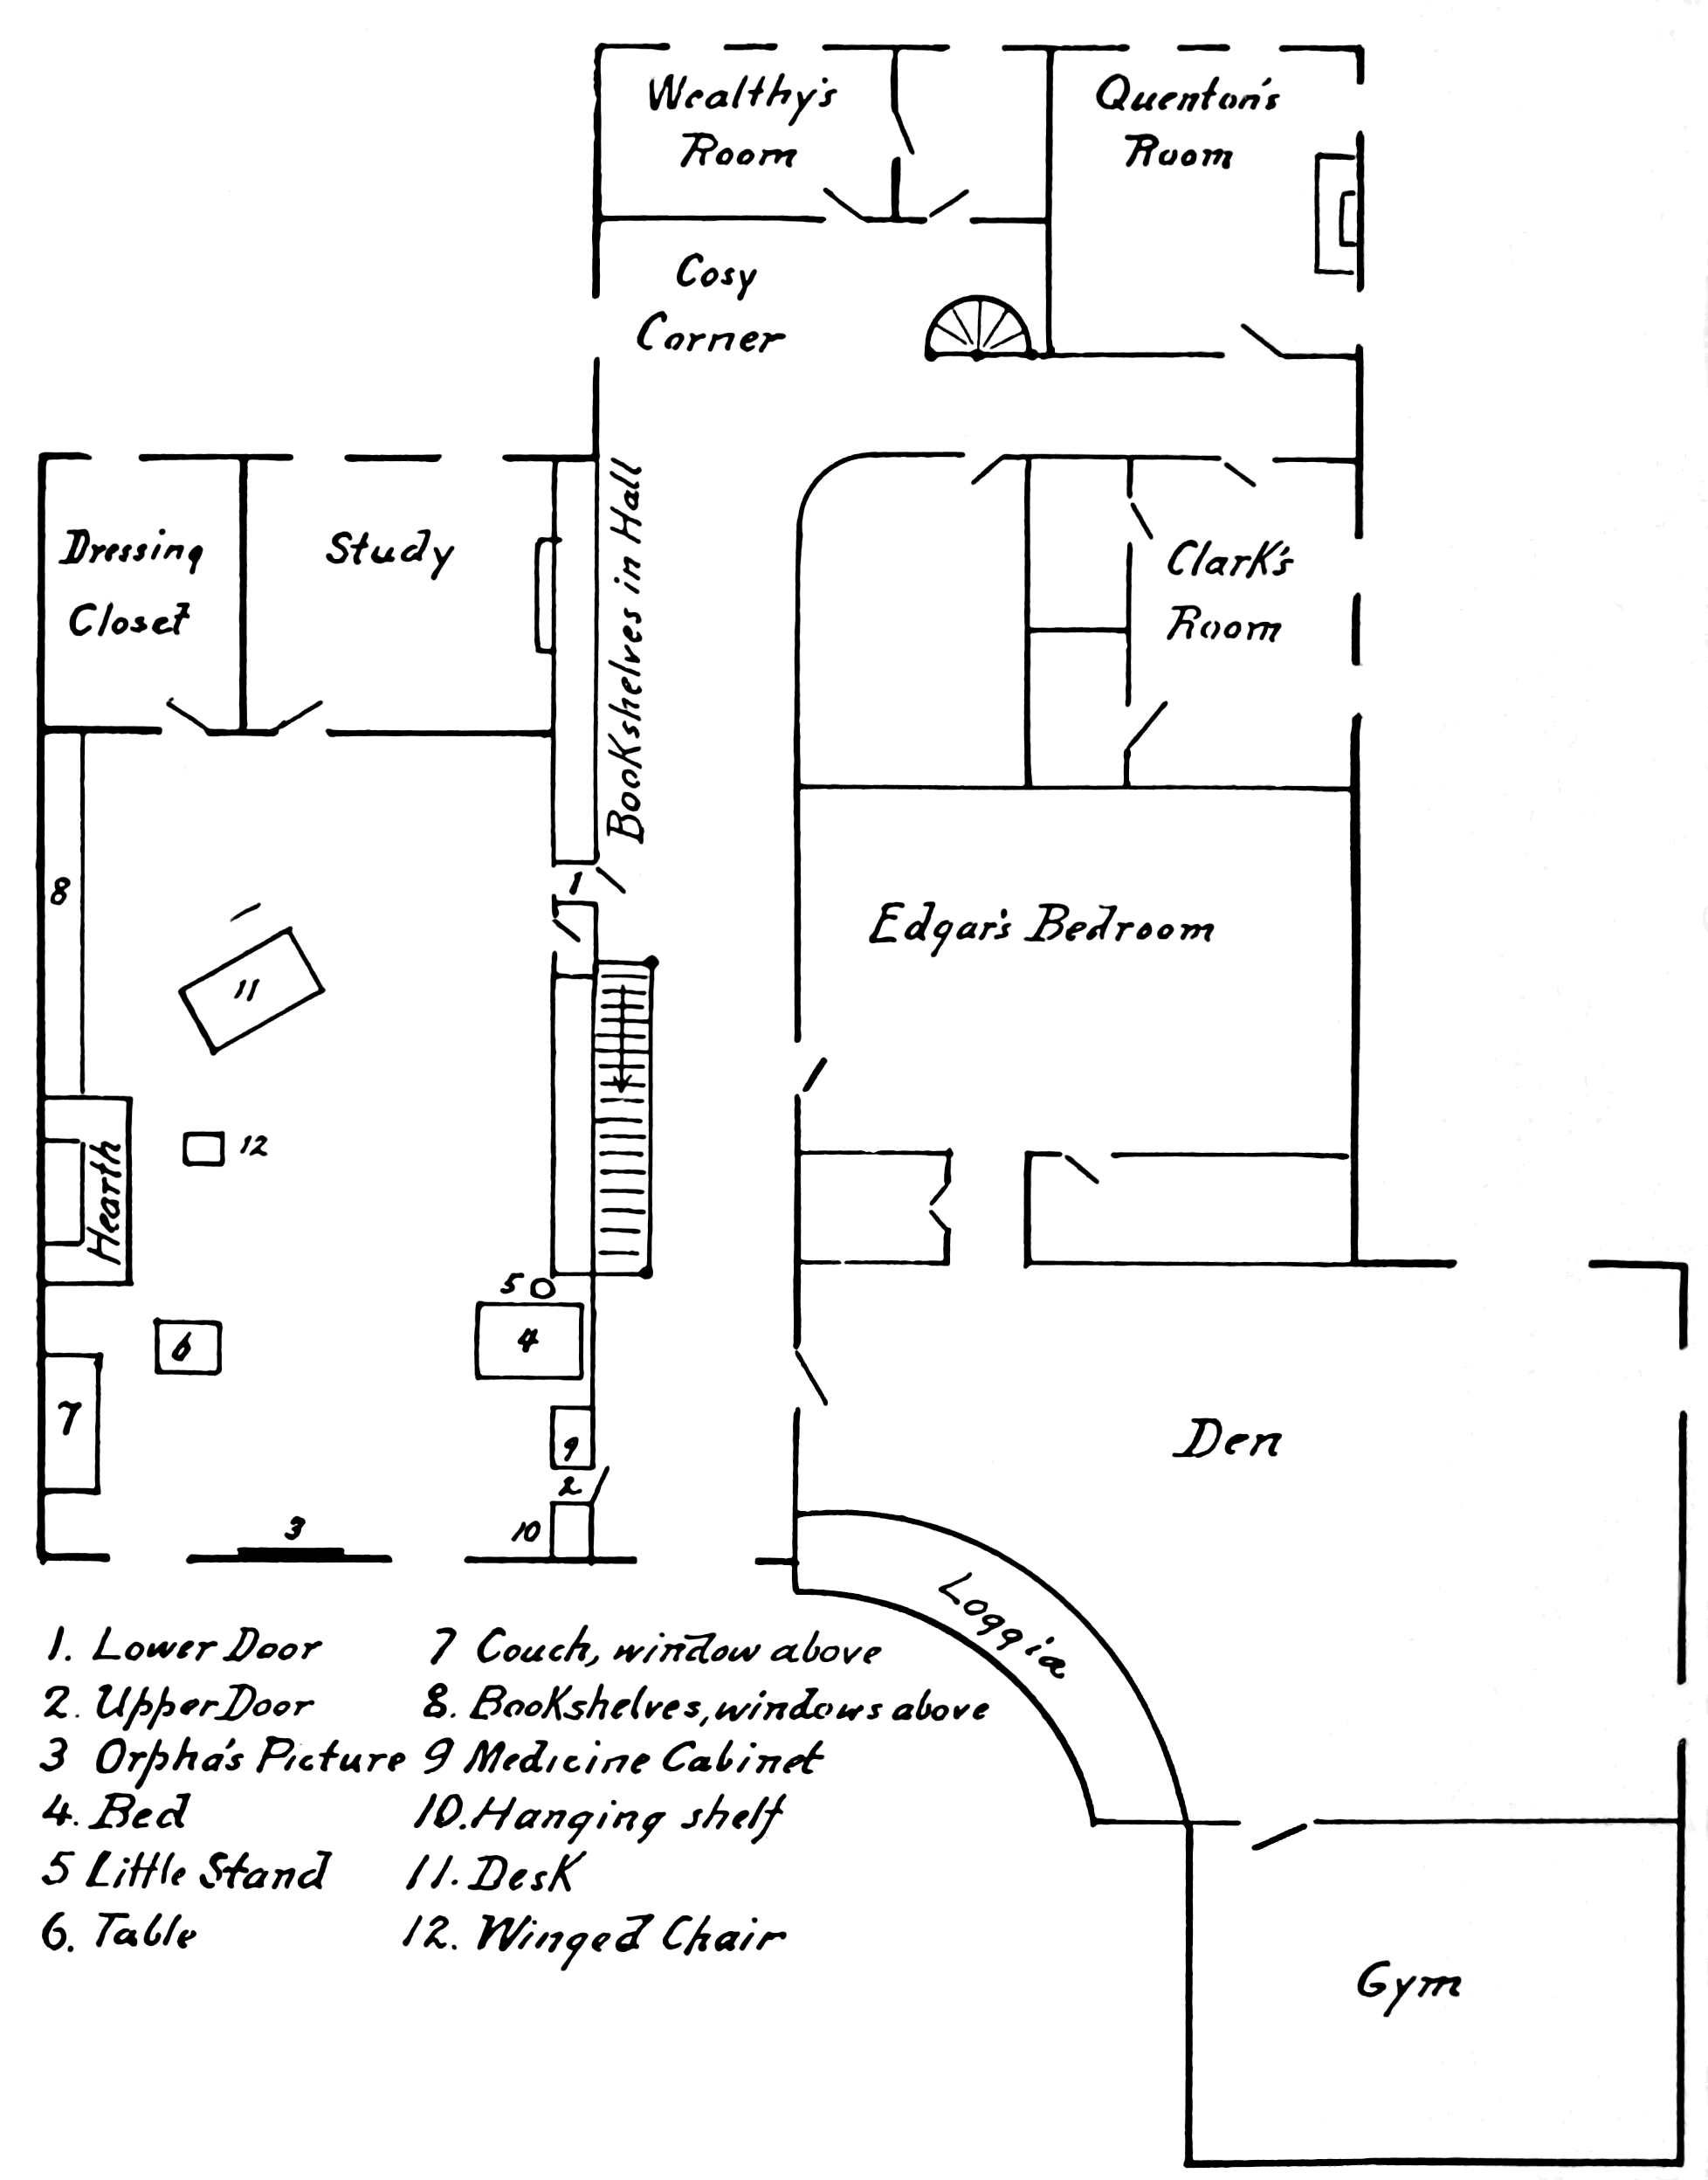 Wealthy's
Room
Quenton's
Room
Cosy
Corner
Dressing
Closet
Study
Bookshelves in Hall
Clark's
Room
8
1
11
Edgar's Bedroom
Hearth
12
5
4
6
7
9
2
10
3
Den
Loggia
Gym
1. Lower Door
2. Upper Door
3 Orpha's Picture
4. Bed
5 Little Stand
6. Table
7 Couch, window above
8. Bookshelves, windows above
9 Medicine Cabinet
10. Hanging shelf
11. Desk
12. Winged Chair